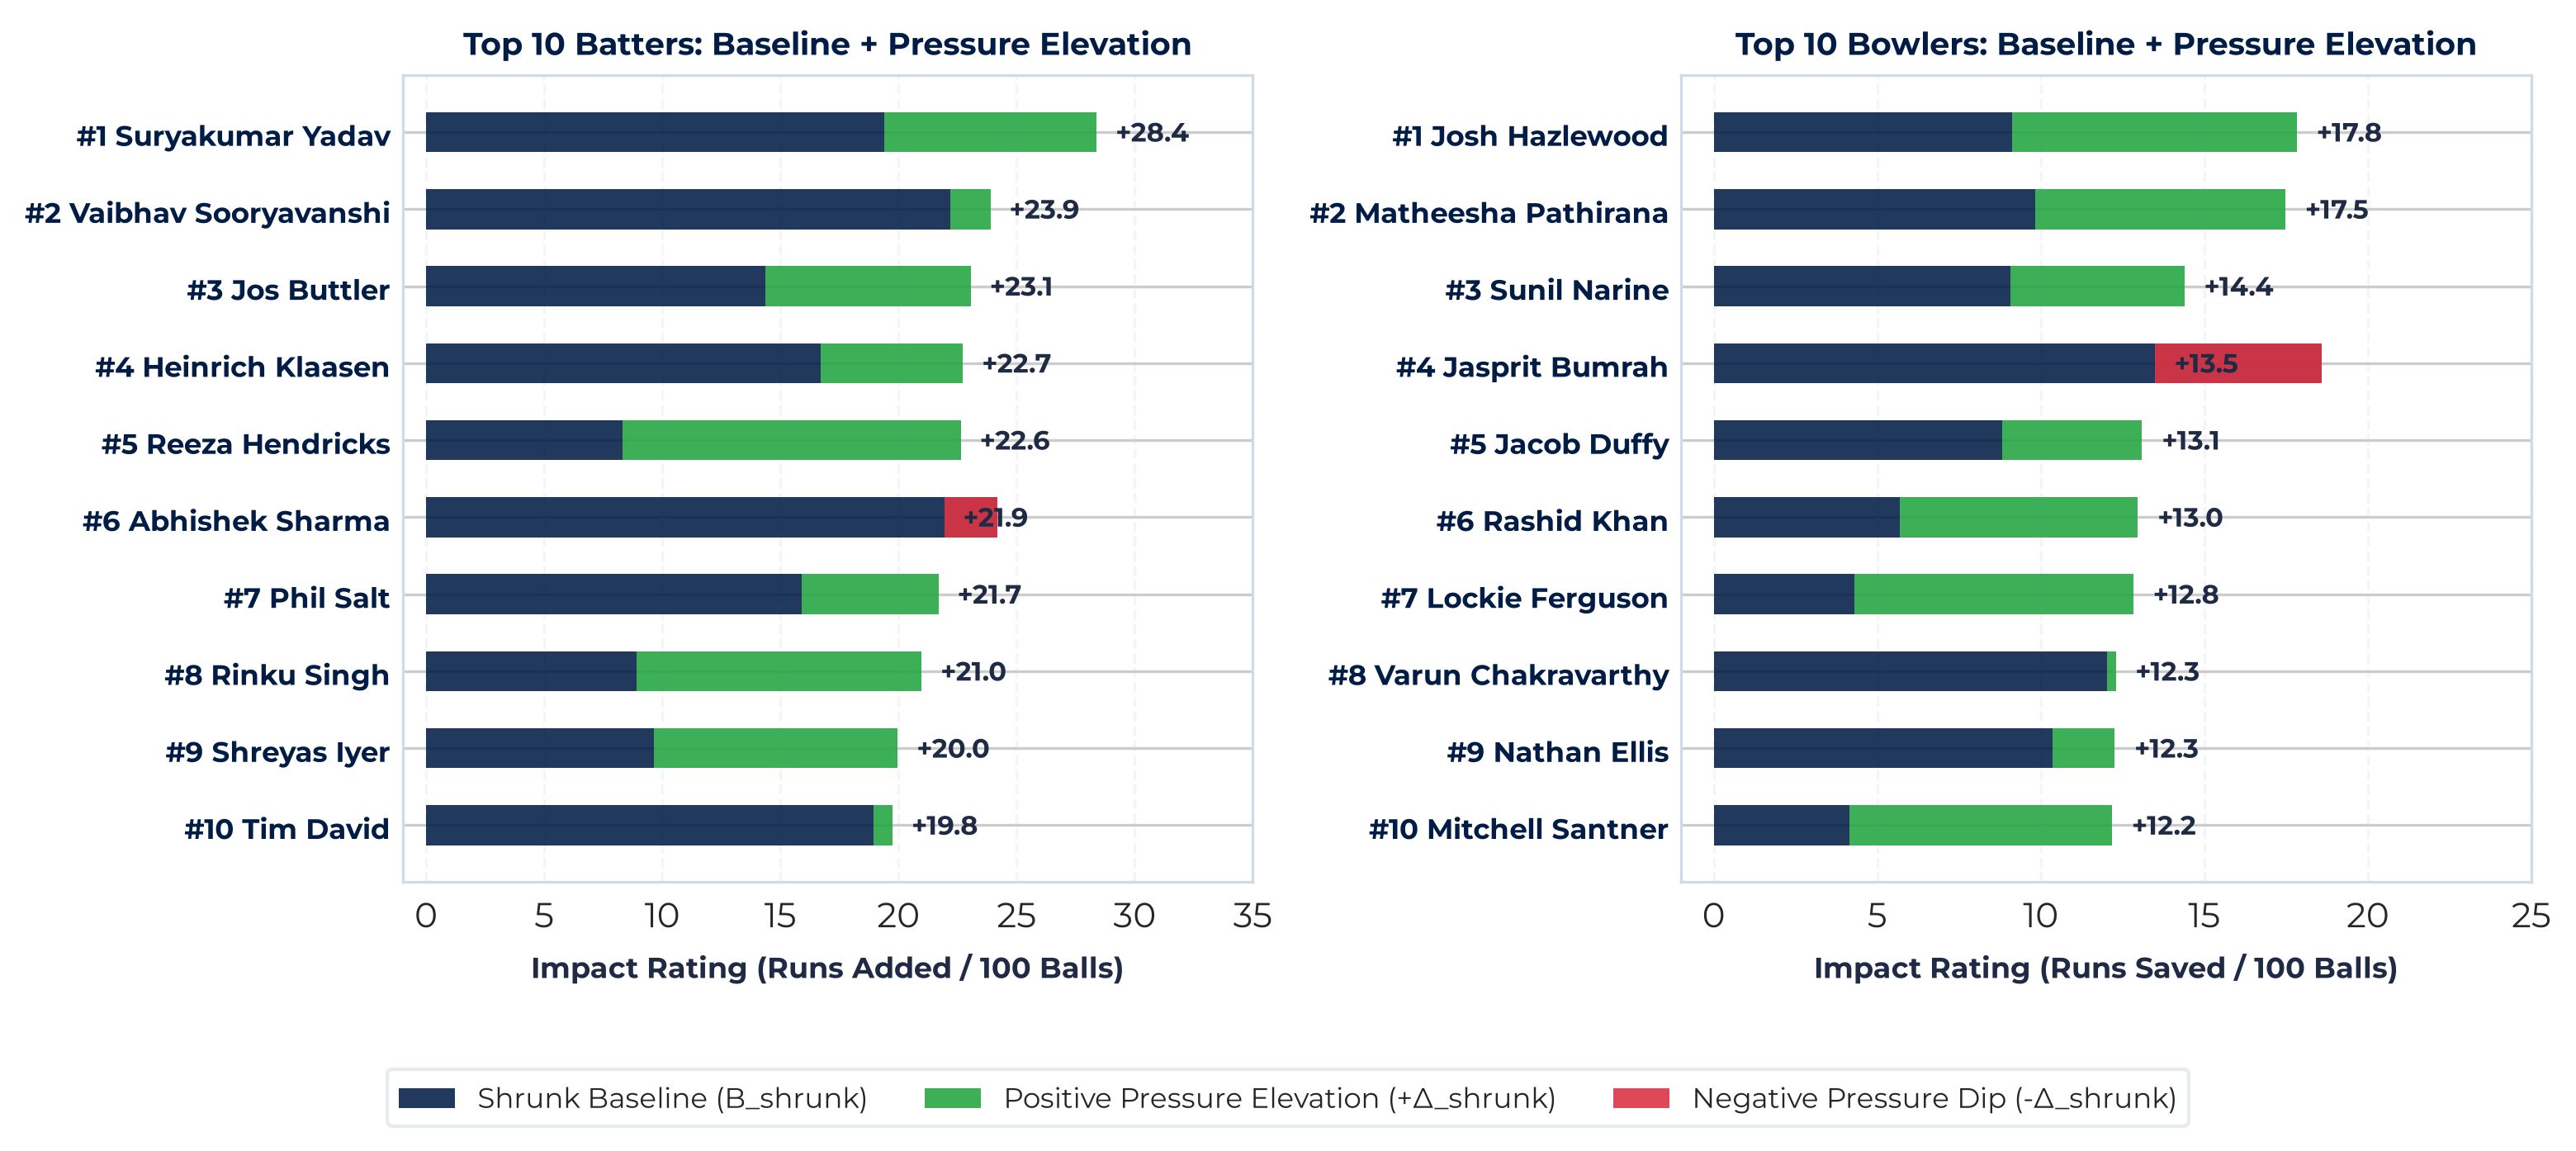 Top 10 Batters: Baseline + Pressure Elevation
#1 Suryakumar Yadav +28.4
#2 Vaibhav Sooryavanshi +23.9
#3 Jos Buttler +23.1
#4 Heinrich Klaasen +22.7
#5 Reeza Hendricks +22.6
#6 Abhishek Sharma +21.9
#7 Phil Salt +21.7
#8 Rinku Singh +21.0
#9 Shreyas Iyer +20.0
#10 Tim David +19.8
0 5 10 15 20 25 30 35
Impact Rating (Runs Added / 100 Balls)
Top 10 Bowlers: Baseline + Pressure Elevation
#1 Josh Hazlewood +17.8
#2 Matheesha Pathirana +17.5
#3 Sunil Narine +14.4
#4 Jasprit Bumrah +13.5
#5 Jacob Duffy +13.1
#6 Rashid Khan +13.0
#7 Lockie Ferguson +12.8
#8 Varun Chakravarthy +12.3
#9 Nathan Ellis +12.3
#10 Mitchell Santner +12.2
0 5 10 15 20 25
Impact Rating (Runs Saved / 100 Balls)
Shrunk Baseline (B_shrunk) Positive Pressure Elevation (+Δ_shrunk) Negative Pressure Dip (-Δ_shrunk)